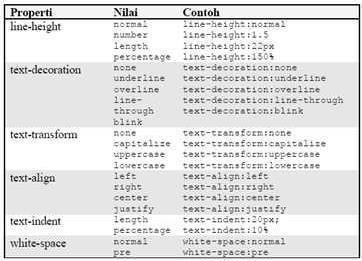 Properti Nilai Contoh
line-height normal line-height:normal
number line-height:1.5
length line-height:22px
percentage line-height:150%
text-decoration none text-decoration:none
underline text-decoration:underline
overline text-decoration:overline
line- text-decoration:line-through
through text-decoration:blink
blink
text-transform none text-transform:none
capitalize text-transform:capitalize
uppercase text-transform:uppercase
lowercase text-transform:lowercase
text-align left text-align:left
right text-align:right
center text-align:center
justify text-align:justify
text-indent length text-indent:20px;
percentage text-indent:10%
white-space normal white-space:normal
pre white-space:pre